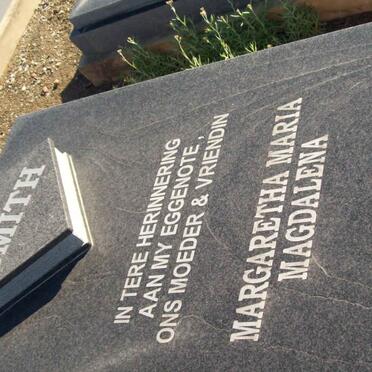 MITH
IN TERE HERINNERING
AAN MY EGGENOTE,
ONS MOEDER & VRIENDIN
MARGARETHA MARIA
MAGDALENA